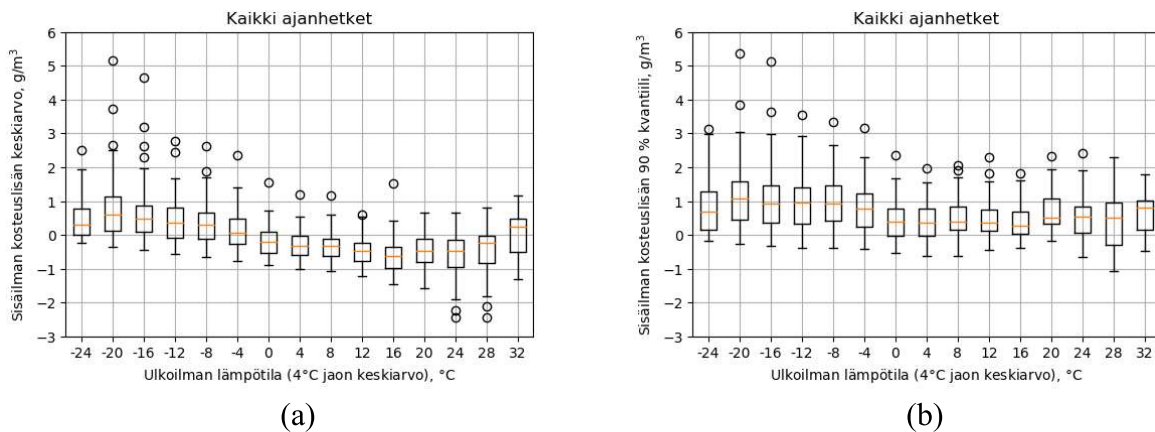 Kaikki ajanhetket
Sisäilman kosteuslisän keskiarvo, g/m³
6
5
4
3
2
1
0
−1
−2
−3
-24 -20 -16 -12 -8 -4 0 4 8 12 16 20 24 28 32
Ulkoilman lämpötila (4°C jaon keskiarvo), °C
(a)
Kaikki ajanhetket
Sisäilman kosteuslisän 90 % kvantiili, g/m³
6
5
4
3
2
1
0
−1
−2
−3
-24 -20 -16 -12 -8 -4 0 4 8 12 16 20 24 28 32
Ulkoilman lämpötila (4°C jaon keskiarvo), °C
(b)